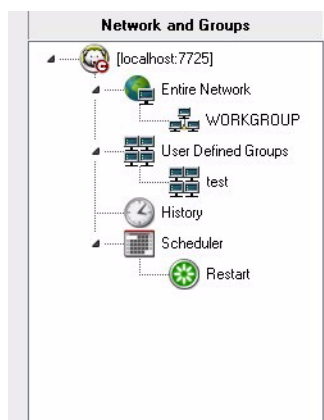 Network and Groups
[localhost:7725]
Entire Network
WORKGROUP
User Defined Groups
test
History
Scheduler
Restart